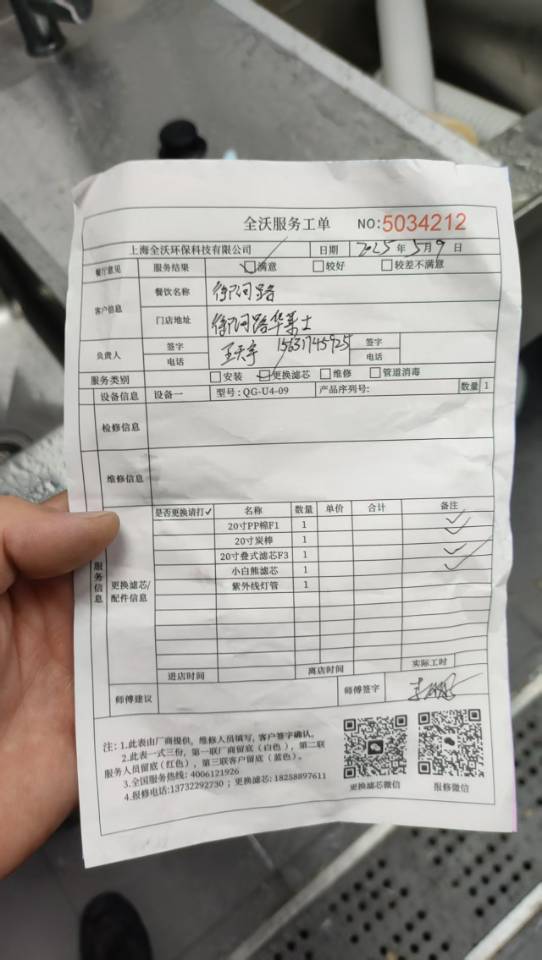 全沃服务工单 NO:5034212
上海全沃环保科技有限公司 日期 2025 年 5 月 9 日
餐厅意见 服务结果 满意 较好 较差不满意
客户信息 餐饮名称
门店地址
负责人 签字 签字
电话 电话
服务类别 安装 更换滤芯 维修 管道消毒
设备信息 设备一 型号:QG-U4-09 产品序列号: 数量 1
检修信息
维修信息
服务信息
更换滤芯/配件信息
是否更换请打✓ 名称 数量 单价 合计 备注
20寸PP棉F1 1 ✓
20寸炭棒 1 ✓
20寸叠式滤芯F3 1 ✓
小白熊滤芯 1 ✓
紫外线灯管 1
进店时间 离店时间 实际工时
师傅建议 师傅签字
注:1.此表由厂商提供,维修人员填写,客户签字确认。
2.此表一式三份,第一联厂商留底(白色),第二联
服务人员留底(红色),第三联客户留底(蓝色)。
3.全国服务热线:4006121926
4.报修电话:13732292730;更换滤芯:18288897611
更换滤芯微信 报修微信